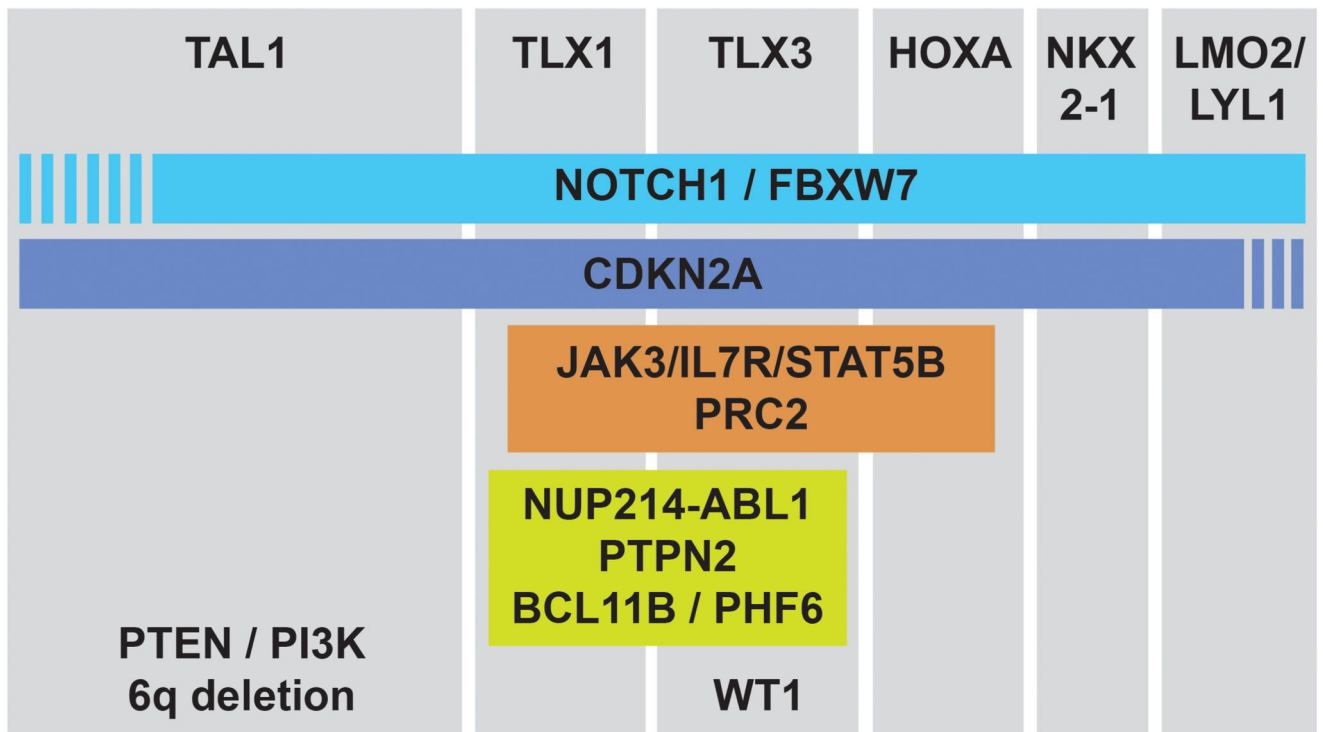 TAL1
TLX1
TLX3
HOXA
NKX
2-1
LMO2/
LYL1
NOTCH1 / FBXW7
CDKN2A
JAK3/IL7R/STAT5B
PRC2
NUP214-ABL1
PTPN2
BCL11B / PHF6
PTEN / PI3K
6q deletion
WT1